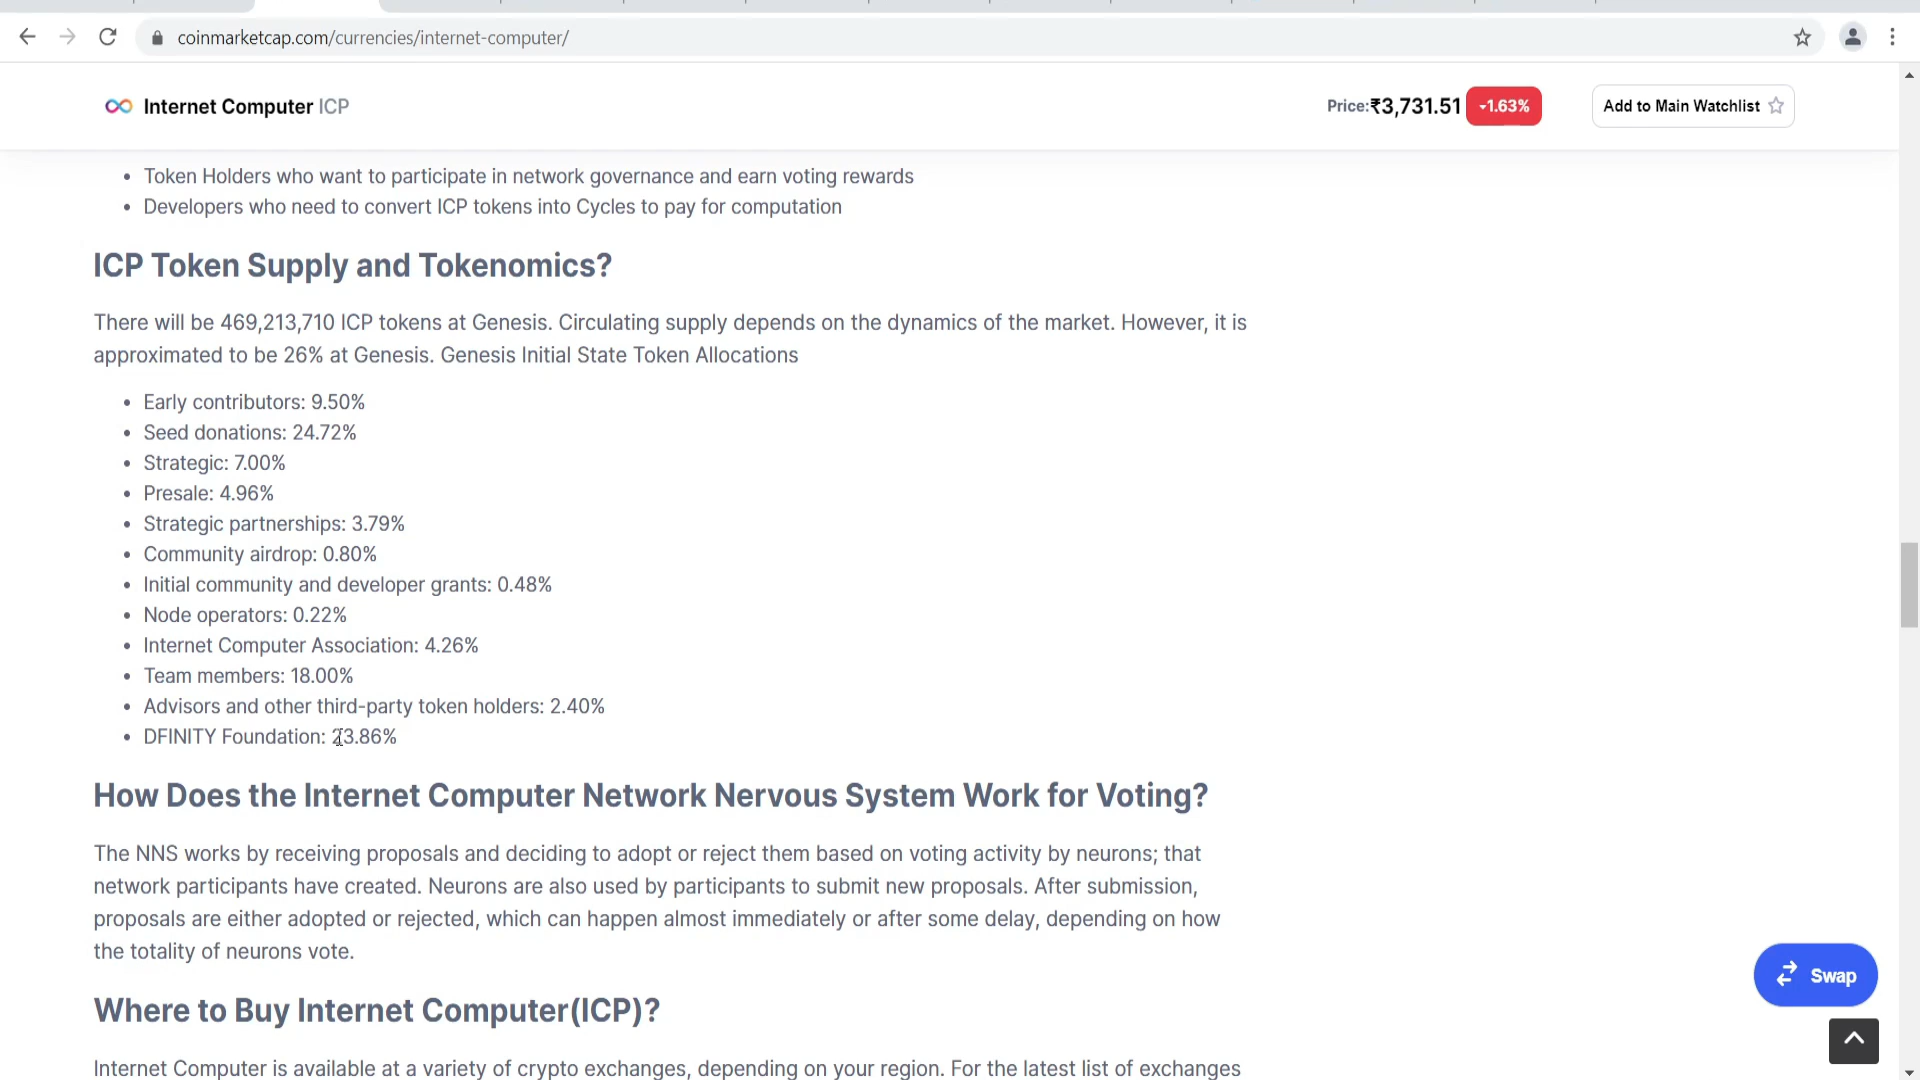 coinmarketcap.com/currencies/internet-computer/
Internet Computer ICP
Price:₹3,731.51 -1.63%
Add to Main Watchlist
Token Holders who want to participate in network governance and earn voting rewards
Developers who need to convert ICP tokens into Cycles to pay for computation
ICP Token Supply and Tokenomics?
There will be 469,213,710 ICP tokens at Genesis. Circulating supply depends on the dynamics of the market. However, it is
approximated to be 26% at Genesis. Genesis Initial State Token Allocations
Early contributors: 9.50%
Seed donations: 24.72%
Strategic: 7.00%
Presale: 4.96%
Strategic partnerships: 3.79%
Community airdrop: 0.80%
Initial community and developer grants: 0.48%
Node operators: 0.22%
Internet Computer Association: 4.26%
Team members: 18.00%
Advisors and other third-party token holders: 2.40%
DFINITY Foundation: 23.86%
How Does the Internet Computer Network Nervous System Work for Voting?
The NNS works by receiving proposals and deciding to adopt or reject them based on voting activity by neurons; that
network participants have created. Neurons are also used by participants to submit new proposals. After submission,
proposals are either adopted or rejected, which can happen almost immediately or after some delay, depending on how
the totality of neurons vote.
Swap
Where to Buy Internet Computer(ICP)?
Internet Computer is available at a variety of crypto exchanges, depending on your region. For the latest list of exchanges